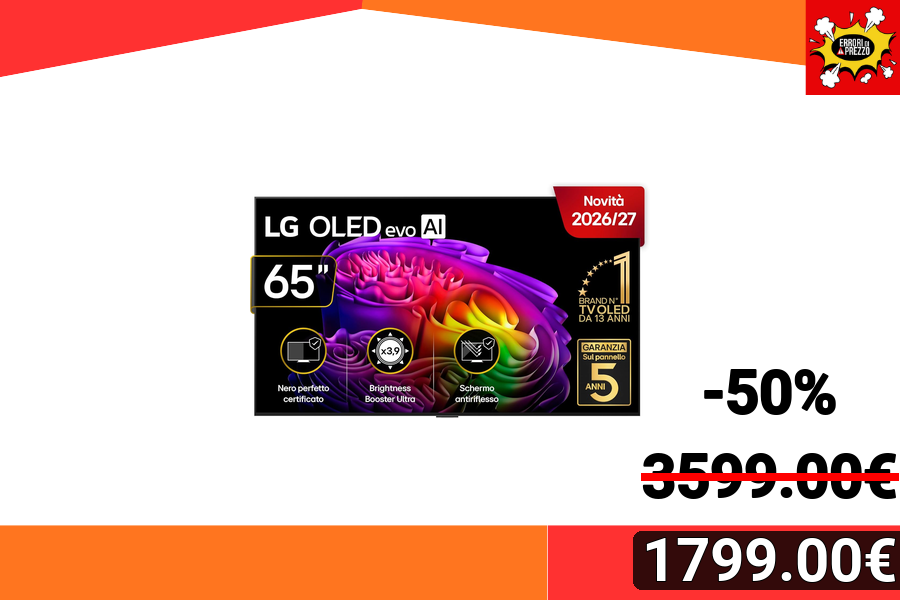 ERRORI DI
PREZZO
Novità
2026/27
LG OLED evo AI
65"
1
BRAND N°
TV OLED
DA 13 ANNI
x3,9
GARANZIA
Sul pannello
5
ANNI
Nero perfetto
certificato
Brightness
Booster Ultra
Schermo
antiriflesso
-50%
3599.00€
1799.00€